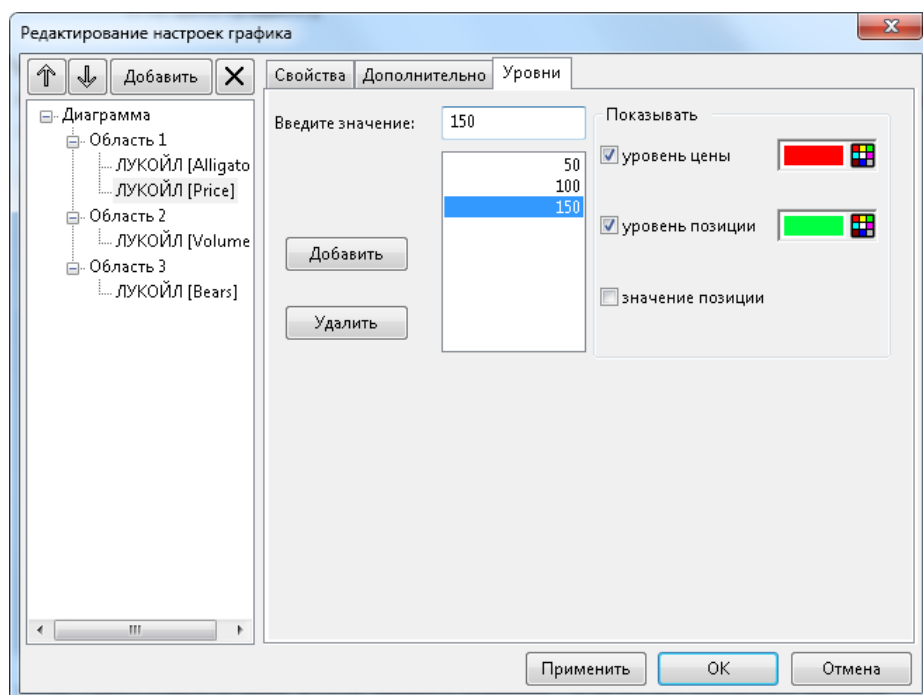 Редактирование настроек графика
Добавить
Свойства Дополнительно Уровни
Диаграмма
Область 1
ЛУКОЙЛ [Alligato
ЛУКОЙЛ [Price]
Область 2
ЛУКОЙЛ [Volume
Область 3
ЛУКОЙЛ [Bears]
Введите значение: 150
50
100
150
Добавить
Удалить
Показывать
уровень цены
уровень позиции
значение позиции
Применить OK Отмена